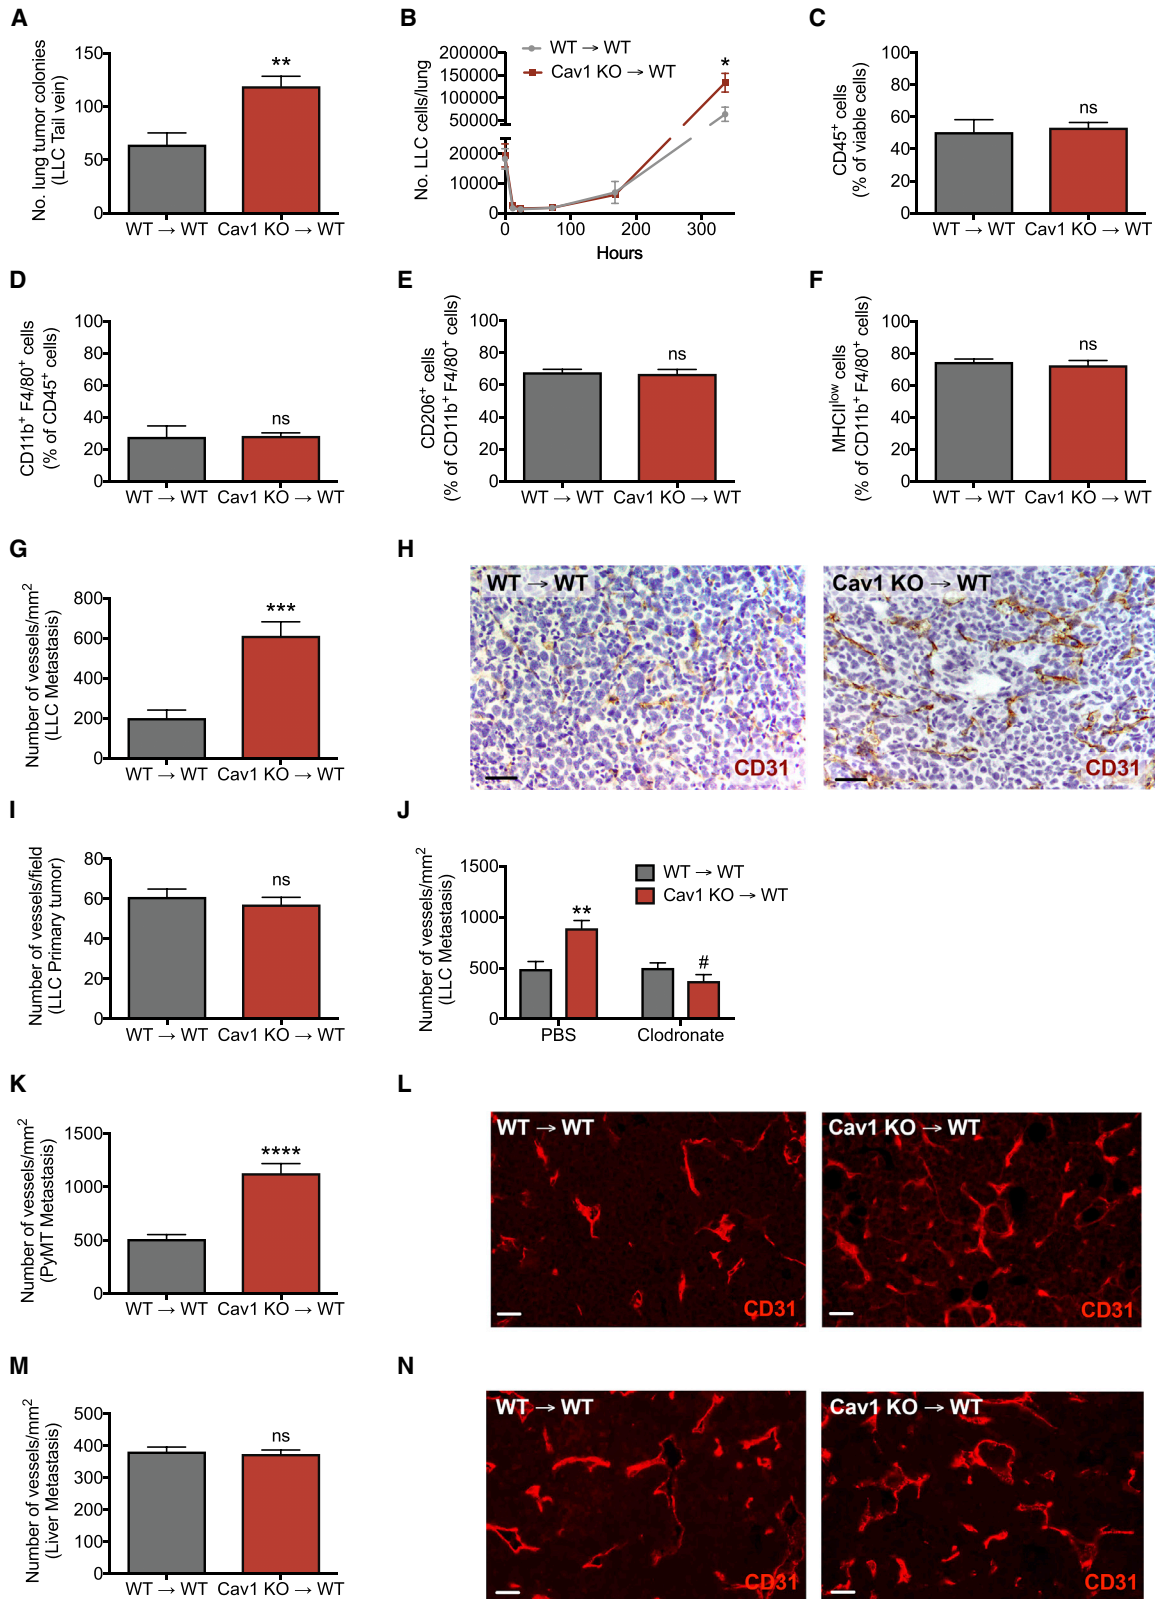 A
No. lung tumor colonies
(LLC Tail vein)
150
100
50
0
**
WT → WT
Cav1 KO → WT
B
No. LLC cells/lung
200000
150000
100000
50000
20000
10000
0
WT → WT
Cav1 KO → WT
*
0
100
200
300
Hours
C
CD45+ cells
(% of viable cells)
100
80
60
40
20
0
ns
WT → WT
Cav1 KO → WT
D
CD11b+ F4/80+ cells
(% of CD45+ cells)
100
80
60
40
20
0
ns
WT → WT
Cav1 KO → WT
E
CD206+ cells
(% of CD11b+ F4/80+ cells)
100
80
60
40
20
0
ns
WT → WT
Cav1 KO → WT
F
MHCIIlow cells
(% of CD11b+ F4/80+ cells)
100
80
60
40
20
0
ns
WT → WT
Cav1 KO → WT
G
Number of vessels/mm2
(LLC Metastasis)
800
600
400
200
0
***
WT → WT
Cav1 KO → WT
H
WT → WT
CD31
Cav1 KO → WT
CD31
I
Number of vessels/field
(LLC Primary tumor)
80
60
40
20
0
ns
WT → WT
Cav1 KO → WT
J
Number of vessels/mm2
(LLC Metastasis)
1500
1000
500
0
WT → WT
Cav1 KO → WT
**
#
PBS
Clodronate
K
Number of vessels/mm2
(PyMT Metastasis)
1500
1000
500
0
****
WT → WT
Cav1 KO → WT
L
WT → WT
CD31
Cav1 KO → WT
CD31
M
Number of vessels/mm2
(Liver Metastasis)
500
400
300
200
100
0
ns
WT → WT
Cav1 KO → WT
N
WT → WT
CD31
Cav1 KO → WT
CD31